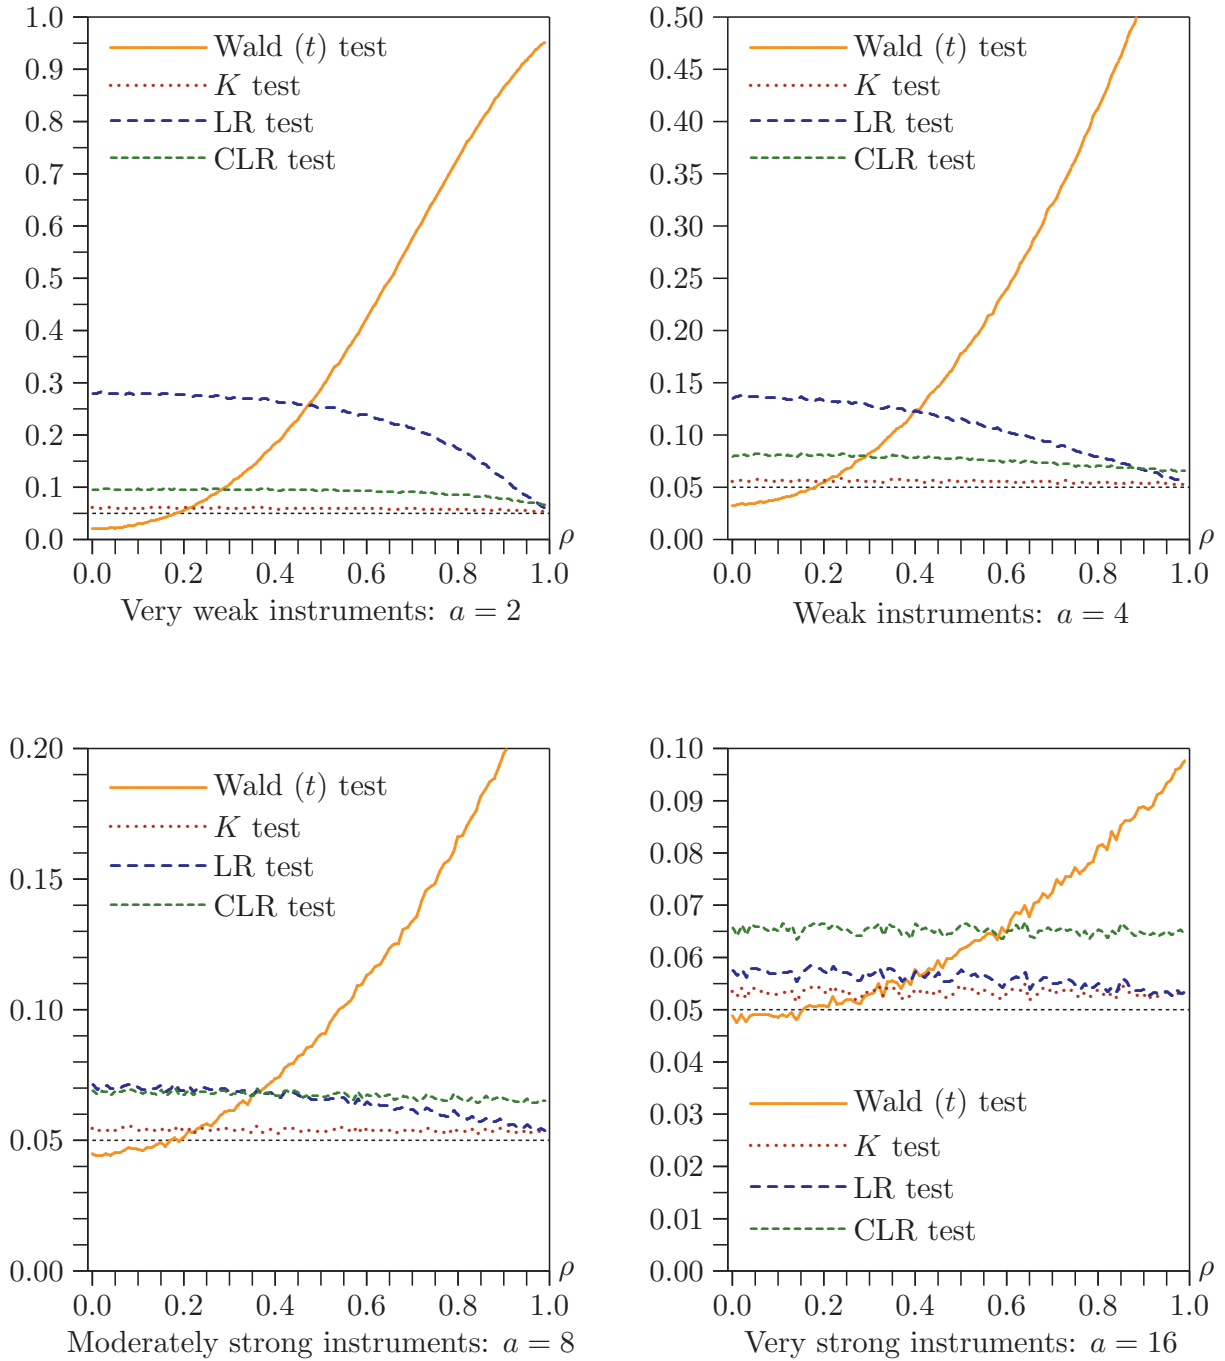 1.0
0.9
0.8
0.7
0.6
0.5
0.4
0.3
0.2
0.1
0.0
Wald (t) test
K test
LR test
CLR test
0.0 0.2 0.4 0.6 0.8 1.0
ρ
Very weak instruments: a = 2
0.50
0.45
0.40
0.35
0.30
0.25
0.20
0.15
0.10
0.05
0.00
Wald (t) test
K test
LR test
CLR test
0.0 0.2 0.4 0.6 0.8 1.0
ρ
Weak instruments: a = 4
0.20
0.15
0.10
0.05
0.00
Wald (t) test
K test
LR test
CLR test
0.0 0.2 0.4 0.6 0.8 1.0
ρ
Moderately strong instruments: a = 8
0.10
0.09
0.08
0.07
0.06
0.05
0.04
0.03
0.02
0.01
0.00
Wald (t) test
K test
LR test
CLR test
0.0 0.2 0.4 0.6 0.8 1.0
ρ
Very strong instruments: a = 16